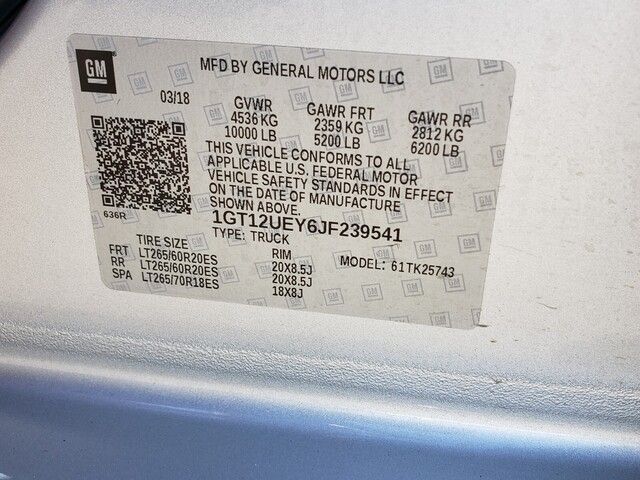 GM
MFD BY GENERAL MOTORS LLC
03/18
GVWR GAWR FRT GAWR RR
4536 KG 2359 KG 2812 KG
10000 LB 5200 LB 6200 LB
THIS VEHICLE CONFORMS TO ALL
APPLICABLE U.S. FEDERAL MOTOR
VEHICLE SAFETY STANDARDS IN EFFECT
ON THE DATE OF MANUFACTURE
SHOWN ABOVE.
636R
1GT12UEY6JF239541
TYPE: TRUCK
MODEL: 61TK25743
TIRE SIZE RIM
FRT LT265/60R20ES 20X8.5J
RR LT265/60R20ES 20X8.5J
SPA LT265/70R18ES 18X8J